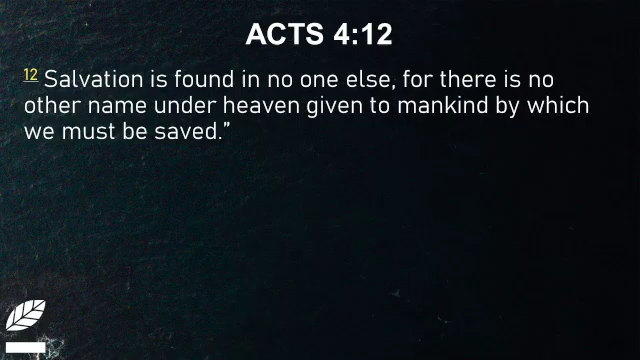 ACTS 4:12
12 Salvation is found in no one else, for there is no
other name under heaven given to mankind by which
we must be saved.”